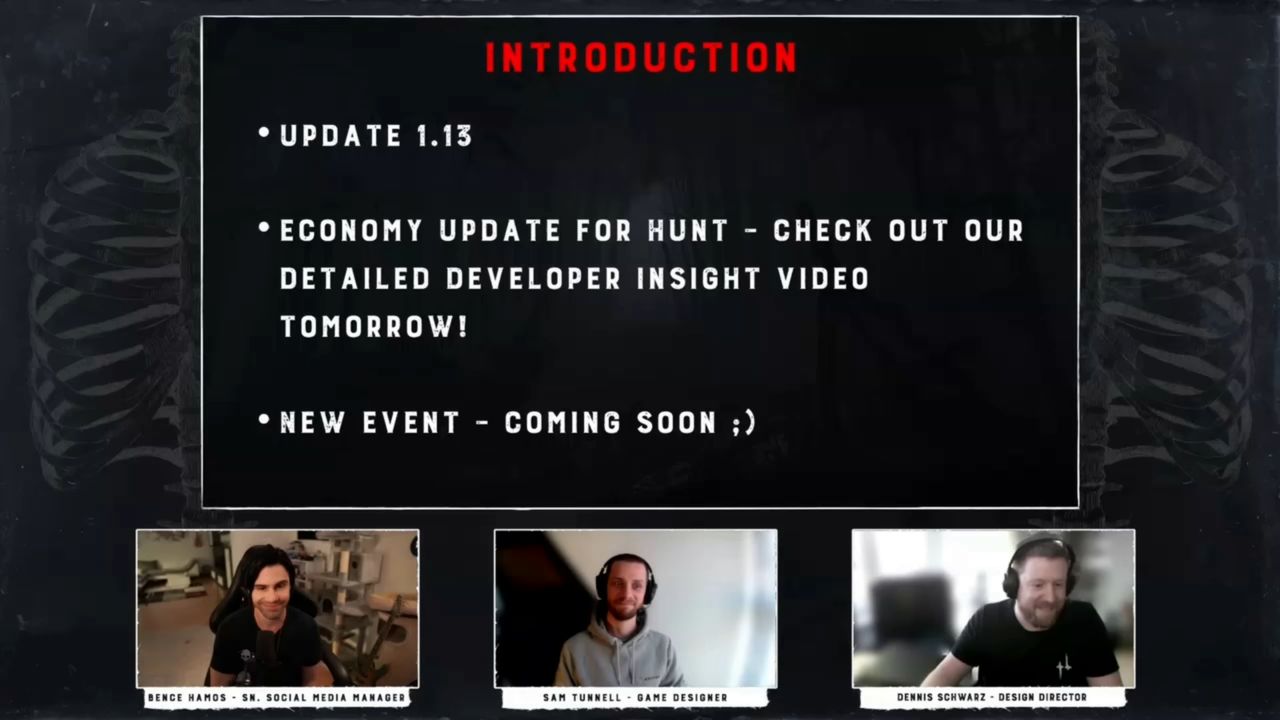 INTRODUCTION
• UPDATE 1.13
• ECONOMY UPDATE FOR HUNT - CHECK OUT OUR
DETAILED DEVELOPER INSIGHT VIDEO
TOMORROW!
• NEW EVENT - COMING SOON ;)
BENCE HAMOS - SN. SOCIAL MEDIA MANAGER
SAM TUNNELL - GAME DESIGNER
DENNIS SCHWARZ - DESIGN DIRECTOR